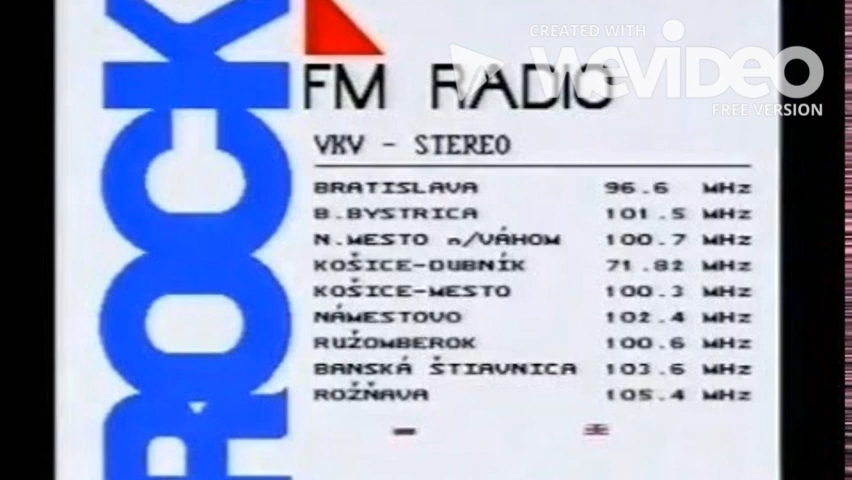 CREATED WITH
WeVideo
FREE VERSION
ROCK
FM RADIO
VKV - STEREO
BRATISLAVA 96.6 MHz
B.BYSTRICA 101.5 MHz
N.MESTO n/VÁHOM 100.7 MHz
KOŠICE-DUBNÍK 71.82 MHz
KOŠICE-MESTO 100.3 MHz
NÁMESTOVO 102.4 MHz
RUŽOMBEROK 100.6 MHz
BANSKÁ ŠTIAVNICA 103.6 MHz
ROŽŇAVA 105.4 MHz